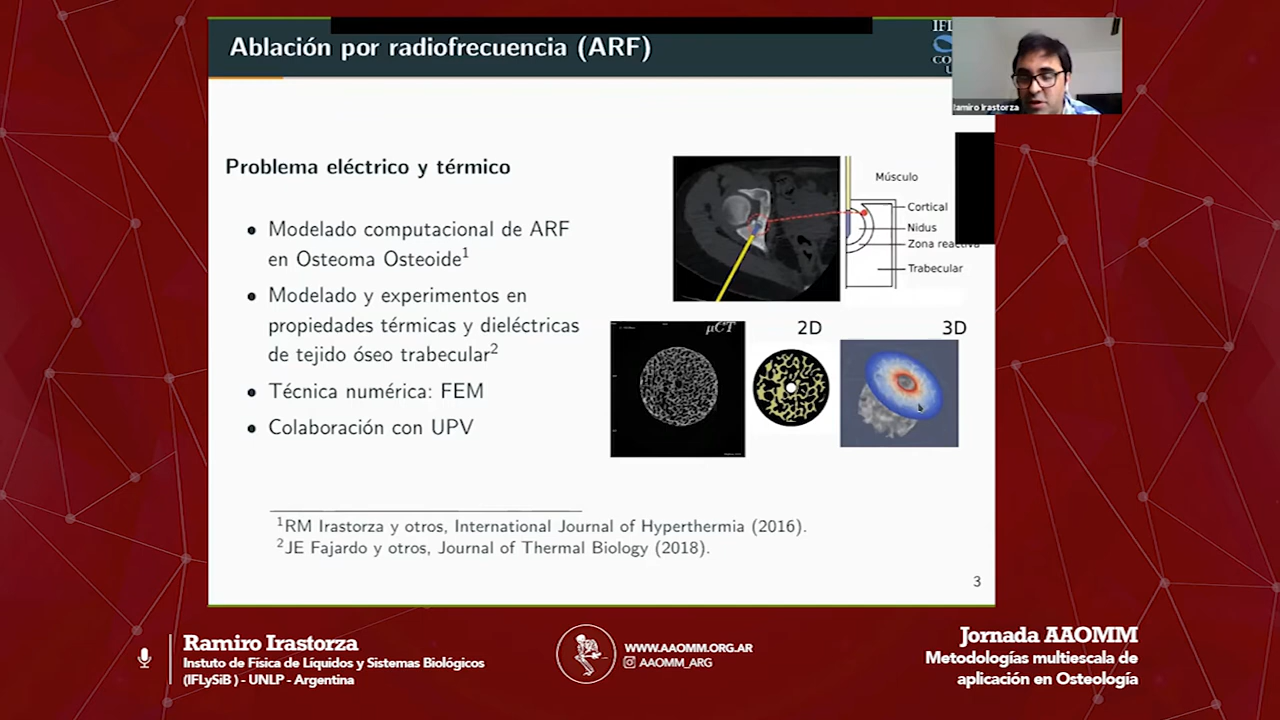 Ablación por radiofrecuencia (ARF)
Ramiro Irastorza
Problema eléctrico y térmico
• Modelado computacional de ARF
en Osteoma Osteoide1
• Modelado y experimentos en
propiedades térmicas y dieléctricas
de tejido óseo trabecular2
• Técnica numérica: FEM
• Colaboración con UPV
Músculo
Cortical
Nidus
Zona reactiva
Trabecular
μCT
2D
3D
1RM Irastorza y otros, International Journal of Hyperthermia (2016).
2JE Fajardo y otros, Journal of Thermal Biology (2018).
3
Ramiro Irastorza
Instuto de Física de Líquidos y Sistemas Biológicos
(IFLySiB ) - UNLP - Argentina
WWW.AAOMM.ORG.AR
AAOMM_ARG
Jornada AAOMM
Metodologías multiescala de
aplicación en Osteología